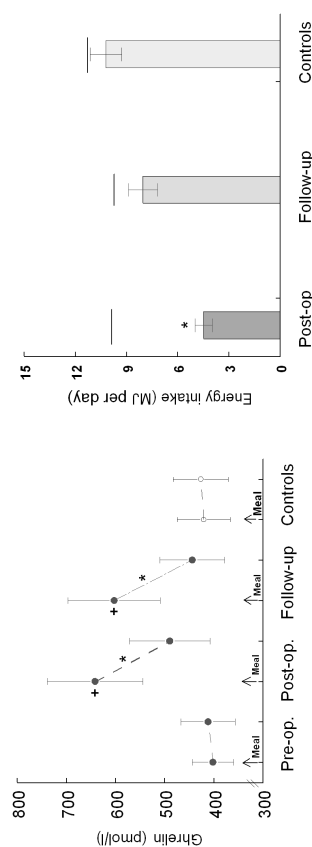 800
700
600
500
400
300
Ghrelin (pmol/l)
+
*
+
*
Meal
Meal
Meal
Meal
Pre-op.
Post-op.
Follow-up
Controls
15
12
9
6
3
0
Energy intake (MJ per day)
*
Post-op
Follow-up
Controls